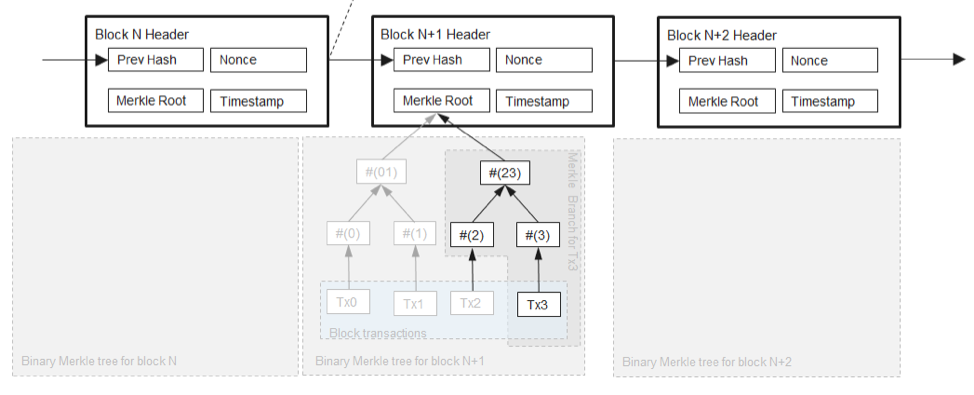 Block N Header
Prev Hash
Nonce
Merkle Root
Timestamp
Block N+1 Header
Prev Hash
Nonce
Merkle Root
Timestamp
Block N+2 Header
Prev Hash
Nonce
Merkle Root
Timestamp
#(01)
#(23)
#(0)
#(1)
#(2)
#(3)
Tx0
Tx1
Tx2
Tx3
Merkle Branch for Tx3
Block transactions
Binary Merkle tree for block N
Binary Merkle tree for block N+1
Binary Merkle tree for block N+2